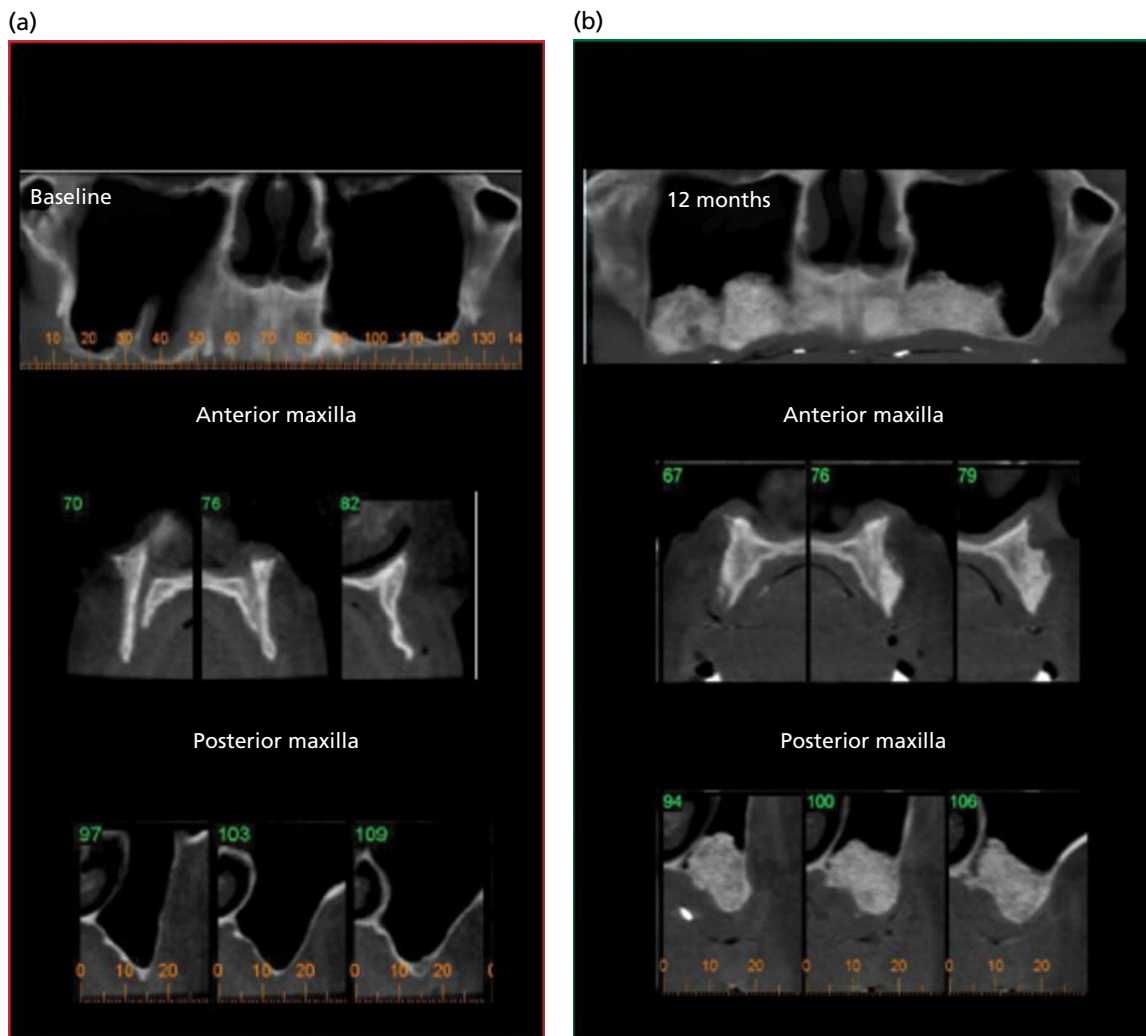 (a)
Baseline
10 20 30 40 50 60 70 80 90 100 110 120 130 14
Anterior maxilla
70 76 82
Posterior maxilla
97 103 109
0 10 20 0 10 20 0 10 20 0
(b)
12 months
Anterior maxilla
67 76 79
Posterior maxilla
94 100 106
0 10 20 0 10 20 0 10 20